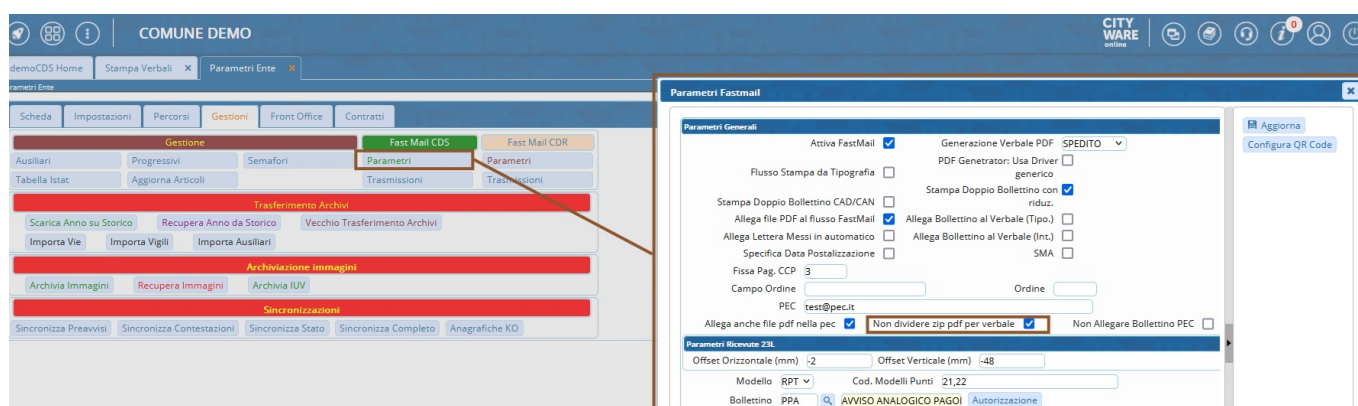 COMUNE DEMO
CITY WARE online
0
demoCDS Home Stampa Verbali × Parametri Ente ×
Parametri Fastmail
Scheda Impostazioni Percorsi Gestioni Front Office Contratti
Gestione Fast Mail CDS Fast Mail CDR
Ausiliari Progressivi Semafori Parametri Parametri
Tabella Istat Aggiorna Articoli Trasmissioni Trasmissioni
Trasferimento Archivi
Scarica Anno su Storico Recupera Anno da Storico Vecchio Trasferimento Archivi
Importa Vie Importa Vigili Importa Ausiliari
Archiviazione immagini
Archivia Immagini Recupera Immagini Archivia IUV
Sincronizzazioni
Sincronizza Preavvisi Sincronizza Contestazioni Sincronizza Stato Sincronizza Completo Anagrafiche KO
Parametri Generali
Aggiorna
Configura QR Code
Attiva FastMail Generazione Verbale PDF SPEDITO
Flusso Stampa da Tipografia PDF Genetrator: Usa Driver generico
Stampa Doppio Bollettino CAD/CAN Stampa Doppio Bollettino con riduz.
Allega file PDF al flusso FastMail Allega Bollettino al Verbale (Tipo.)
Allega Lettera Messi in automatico Allega Bollettino al Verbale (Int.)
Specifica Data Postalizzazione SMA
Fissa Pag. CCP 3
Campo Ordine Ordine
PEC test@pec.it
Allega anche file pdf nella pec Non dividere zip pdf per verbale Non Allegare Bollettino PEC
Parametri Ricevute 23L
Offset Orizzontale (mm) -2 Offset Verticale (mm) -48
Modello RPT Cod. Modelli Punti 21,22
Bollettino PPA AVVISO ANALOGICO PAGOI Autorizzazione